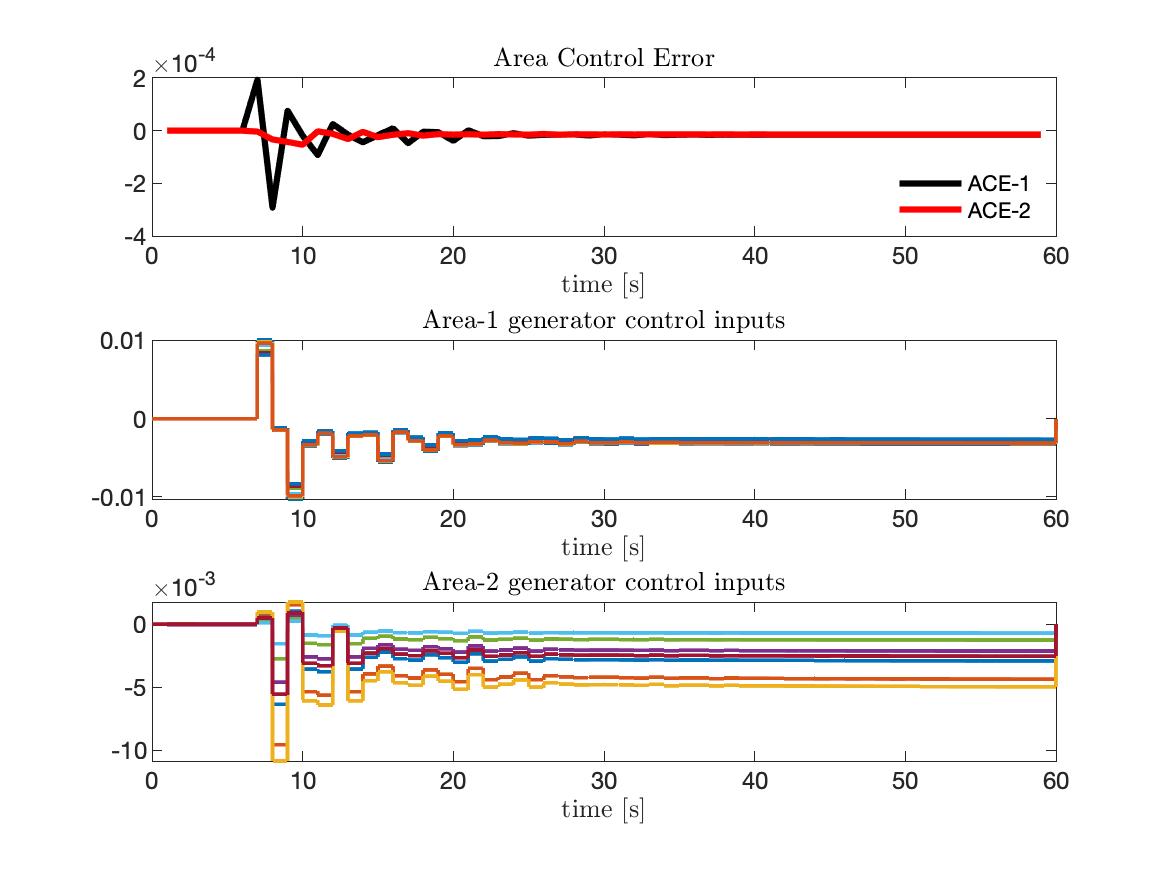 ×10⁻⁴
Area Control Error
2
0
-2
-4
ACE-1
ACE-2
0 10 20 30 40 50 60
time [s]
Area-1 generator control inputs
0.01
0
-0.01
0 10 20 30 40 50 60
time [s]
×10⁻³
Area-2 generator control inputs
0
-5
-10
0 10 20 30 40 50 60
time [s]